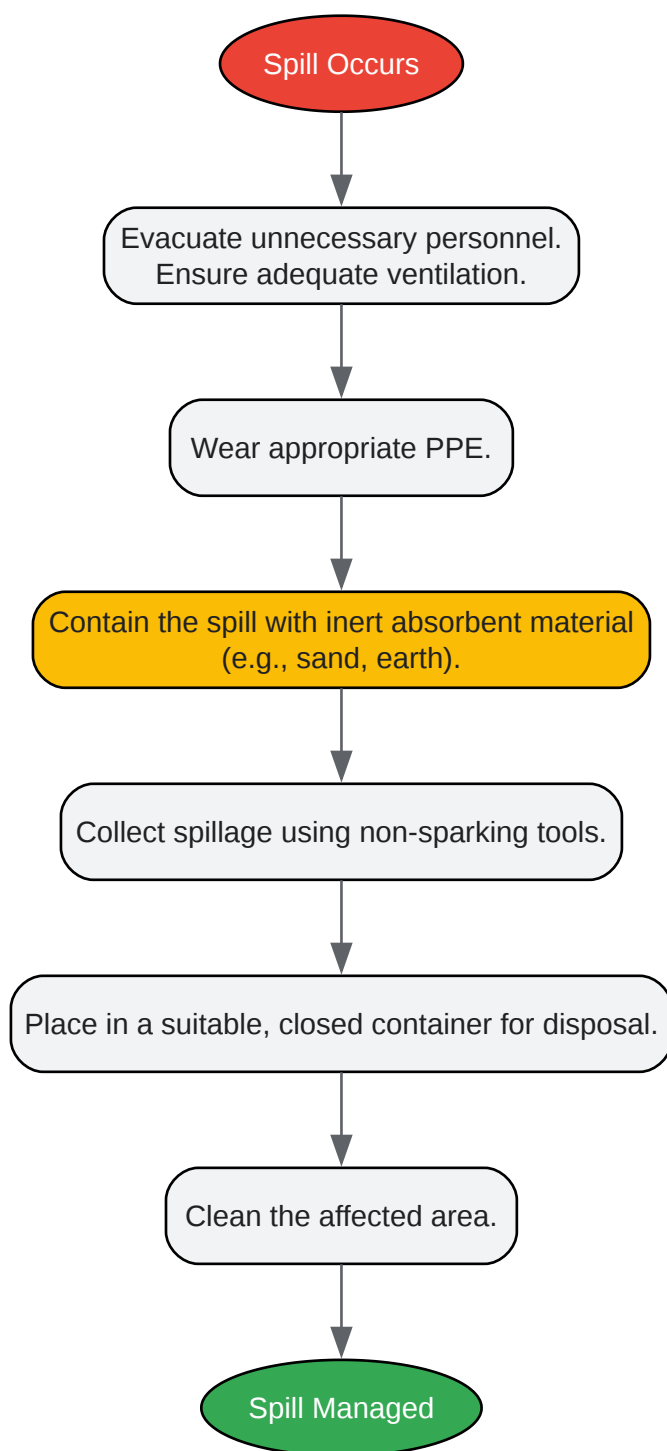 Spill Occurs
Evacuate unnecessary personnel.
Ensure adequate ventilation.
Wear appropriate PPE.
Contain the spill with inert absorbent material
(e.g., sand, earth).
Collect spillage using non-sparking tools.
Place in a suitable, closed container for disposal.
Clean the affected area.
Spill Managed